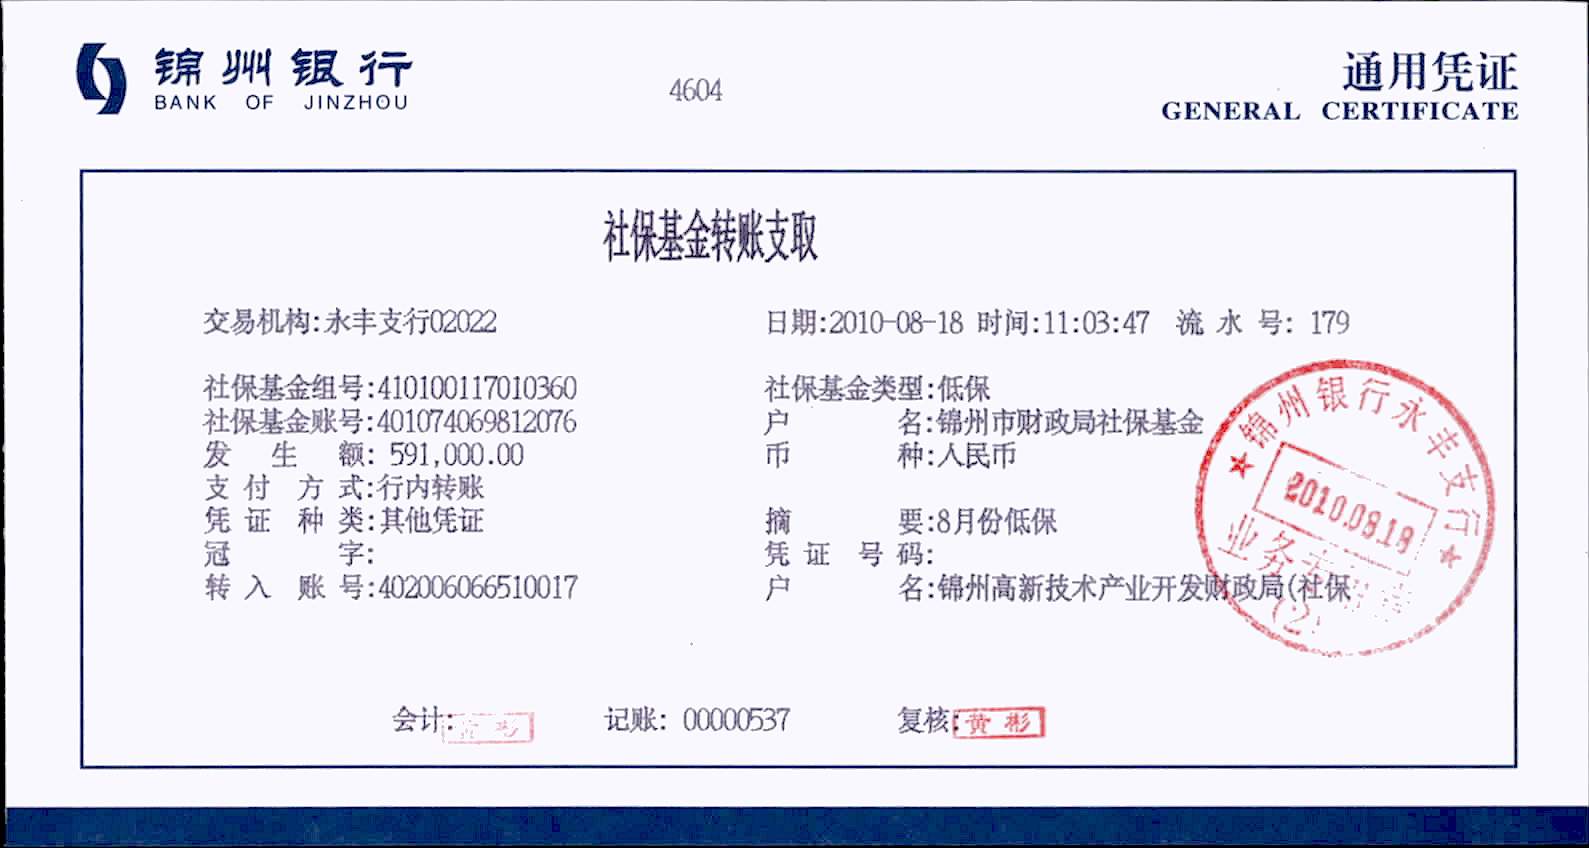 锦州银行
BANK OF JINZHOU
4604
通用凭证
GENERAL CERTIFICATE
社保基金转账支取
交易机构:永丰支行02022 日期:2010-08-18 时间:11:03:47 流 水 号: 179
社保基金组号:410100117010360 社保基金类型:低保
社保基金账号:401074069812076 户 名:锦州市财政局社保基金
发 生 额: 591,000.00 币 种:人民币
支 付 方 式:行内转账
凭 证 种 类:其他凭证 摘 要:8月份低保
冠 字: 凭 证 号 码:
转 入 账 号:402006066510017 户 名:锦州高新技术产业开发财政局(社保
锦州银行永丰支行
2010.08.18
业务
(2)
会计: 黄彬 记账: 00000537 复核: 黄彬